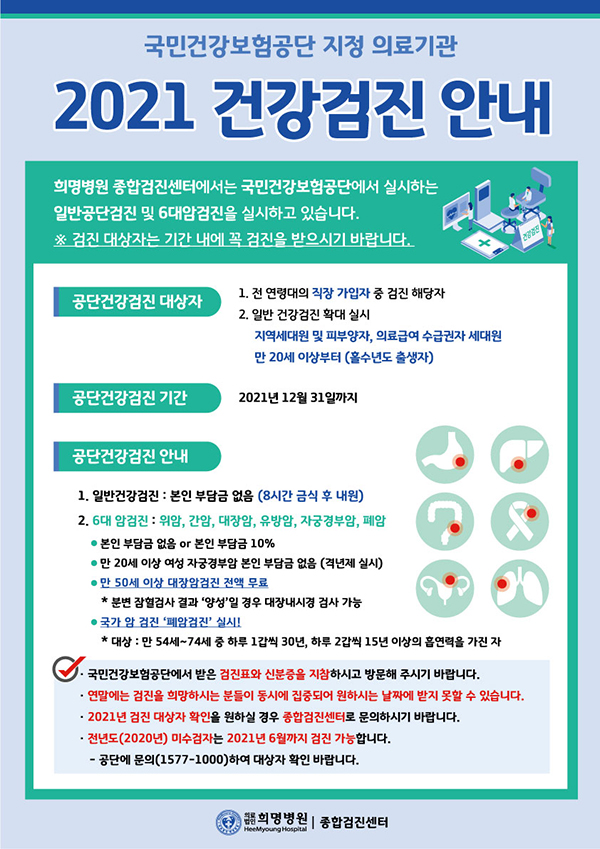 국민건강보험공단 지정 의료기관
2021 건강검진 안내
희명병원 종합검진센터에서는 국민건강보험공단에서 실시하는
일반공단검진 및 6대암검진을 실시하고 있습니다.
※ 검진 대상자는 기간 내에 꼭 검진을 받으시기 바랍니다.
건강검진
공단건강검진 대상자
1. 전 연령대의 직장 가입자 중 검진 해당자
2. 일반 건강검진 확대 실시
지역세대원 및 피부양자, 의료급여 수급권자 세대원
만 20세 이상부터 (홀수년도 출생자)
공단건강검진 기간
2021년 12월 31일까지
공단건강검진 안내
1. 일반건강검진 : 본인 부담금 없음 (8시간 금식 후 내원)
2. 6대 암검진 : 위암, 간암, 대장암, 유방암, 자궁경부암, 폐암
● 본인 부담금 없음 or 본인 부담금 10%
● 만 20세 이상 여성 자궁경부암 본인 부담금 없음 (격년제 실시)
● 만 50세 이상 대장암검진 전액 무료
* 분변 잠혈검사 결과 ‘양성’일 경우 대장내시경 검사 가능
● 국가 암 검진 ‘폐암검진’ 실시!
* 대상 : 만 54세~74세 중 하루 1갑씩 30년, 하루 2갑씩 15년 이상의 흡연력을 가진 자
· 국민건강보험공단에서 받은 검진표와 신분증을 지참하시고 방문해 주시기 바랍니다.
· 연말에는 검진을 희망하시는 분들이 동시에 집중되어 원하시는 날짜에 받지 못할 수 있습니다.
· 2021년 검진 대상자 확인을 원하실 경우 종합검진센터로 문의하시기 바랍니다.
· 전년도(2020년) 미수검자는 2021년 6월까지 검진 가능합니다.
- 공단에 문의(1577-1000)하여 대상자 확인 바랍니다.
의료법인 희명병원 | 종합검진센터
HeeMyoung Hospital